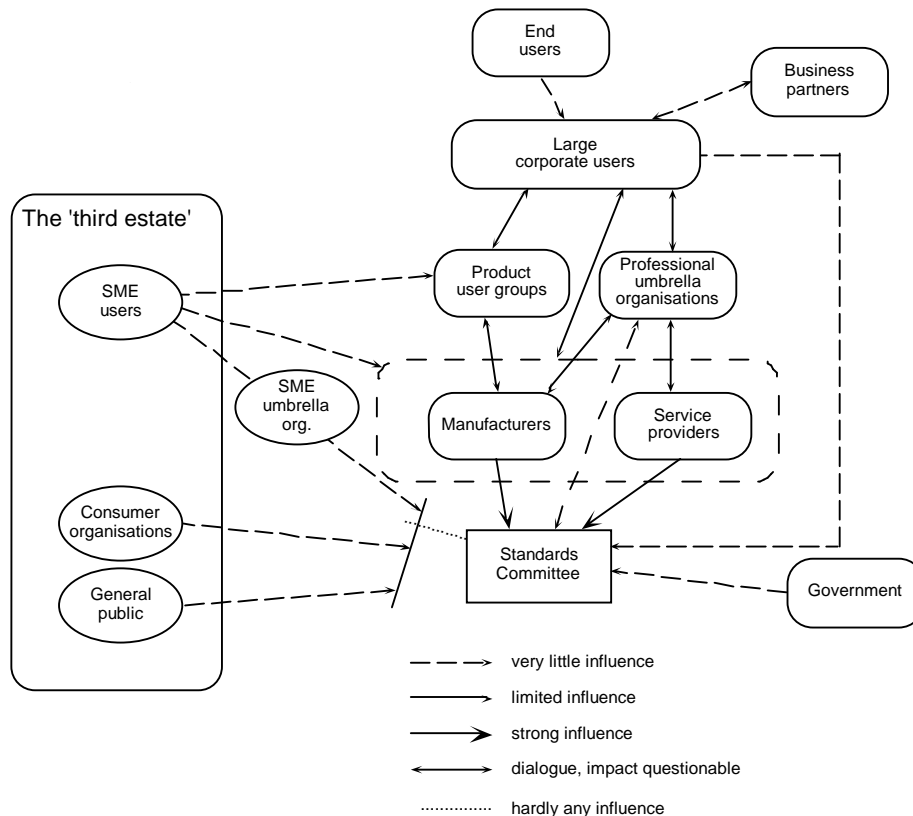 End
users
Business
partners
Large
corporate users
The 'third estate'
SME
users
Product
user groups
Professional
umbrella
organisations
SME
umbrella
org.
Manufacturers
Service
providers
Consumer
organisations
General
public
Standards
Committee
Government
very little influence
limited influence
strong influence
dialogue, impact questionable
hardly any influence